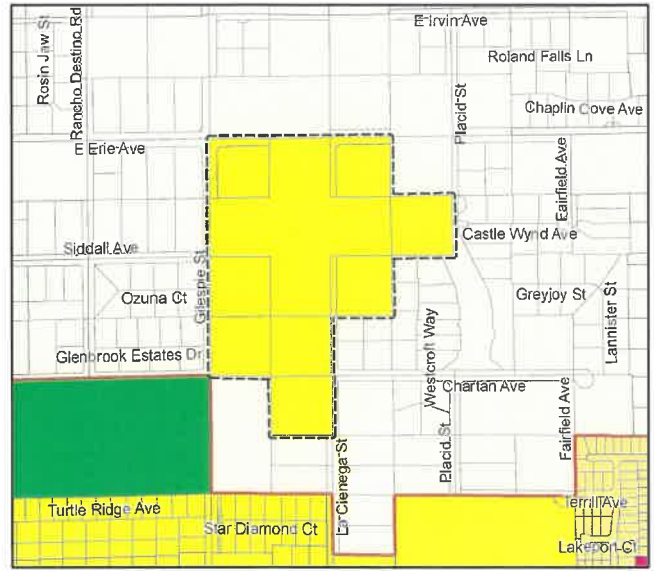 E Irvin Ave
Rosin Jaw St
Rancho Destino Rd
Roland Falls Ln
Placid St
Chaplin Cove Ave
E Erie Ave
Fairfield Ave
Castle Wynd Ave
Siddall Ave
Gillespie St
Ozuna Ct
Greyjoy St
Lannister St
Westcroft Way
Glenbrook Estates Dr
Chartan Ave
Placid St
Fairfield Ave
La Cienega St
Turtle Ridge Ave
Star Diamond Ct
Terrill Ave
Lakeport Ct